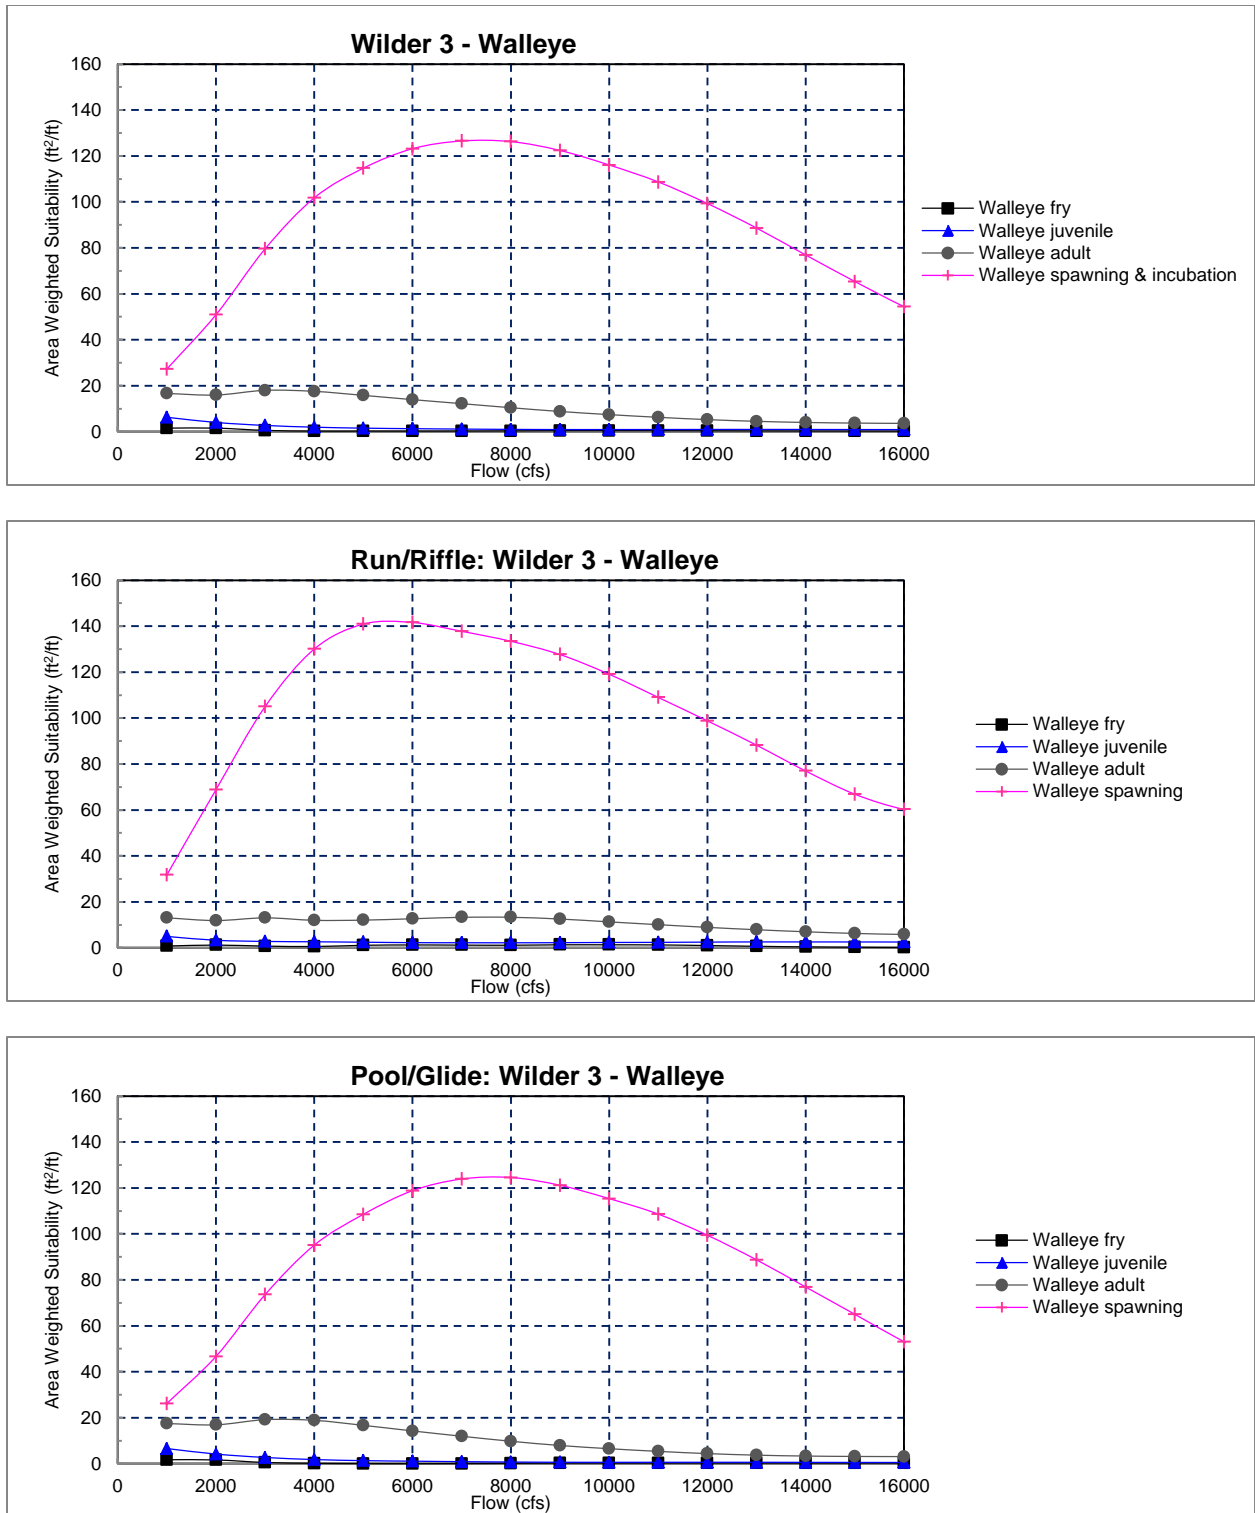 Wilder 3 - Walleye
Area Weighted Suitability (ft²/ft)
160
140
120
100
80
60
40
20
0
0 2000 4000 6000 8000 10000 12000 14000 16000
Flow (cfs)
Walleye fry
Walleye juvenile
Walleye adult
Walleye spawning & incubation
Run/Riffle: Wilder 3 - Walleye
Area Weighted Suitability (ft²/ft)
160
140
120
100
80
60
40
20
0
0 2000 4000 6000 8000 10000 12000 14000 16000
Flow (cfs)
Walleye fry
Walleye juvenile
Walleye adult
Walleye spawning
Pool/Glide: Wilder 3 - Walleye
Area Weighted Suitability (ft²/ft)
160
140
120
100
80
60
40
20
0
0 2000 4000 6000 8000 10000 12000 14000 16000
Flow (cfs)
Walleye fry
Walleye juvenile
Walleye adult
Walleye spawning